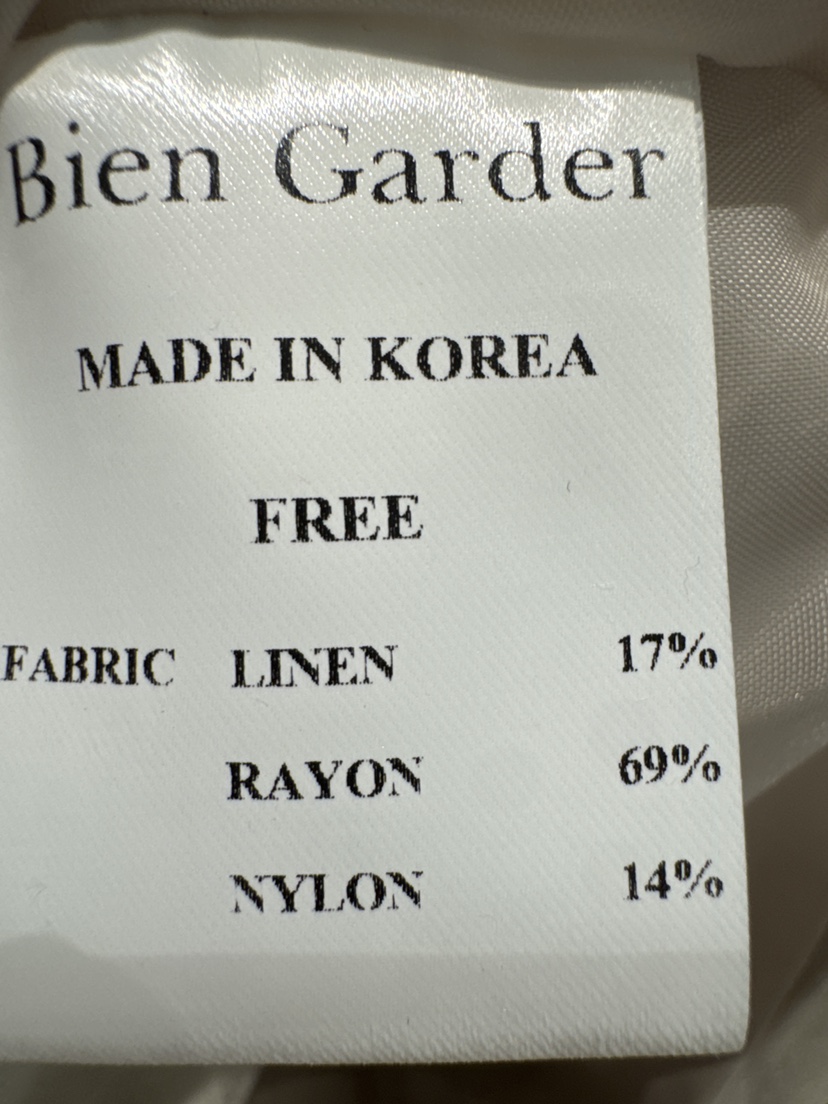 Bien Garder
MADE IN KOREA
FREE
FABRIC LINEN 17%
RAYON 69%
NYLON 14%